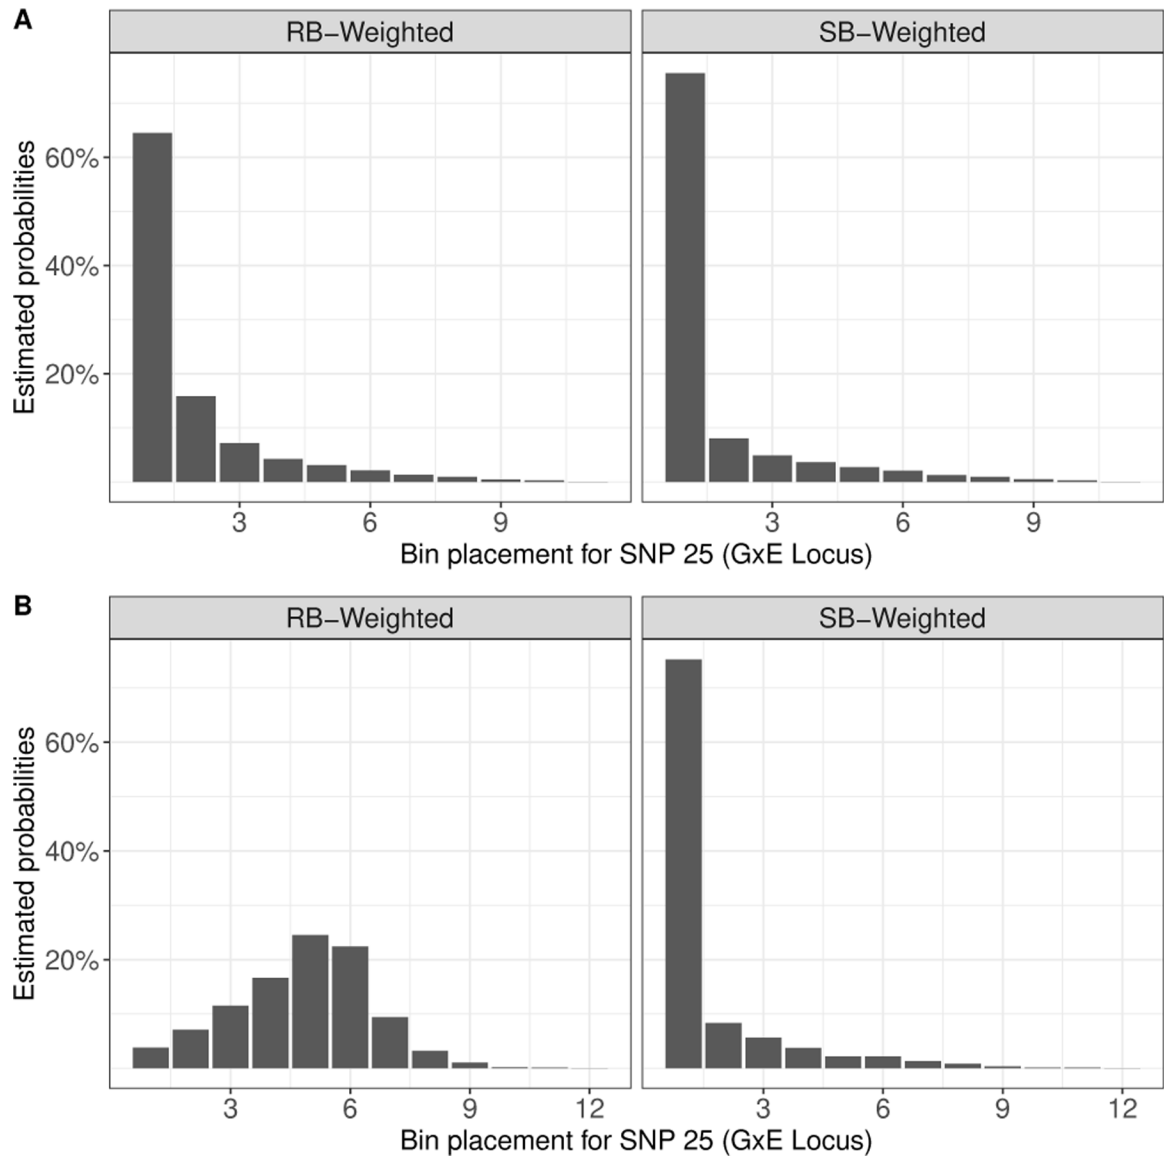 A
RB−Weighted SB−Weighted
Estimated probabilities
60%
40%
20%
3 6 9 3 6 9
Bin placement for SNP 25 (GxE Locus)
B
RB−Weighted SB−Weighted
Estimated probabilities
60%
40%
20%
3 6 9 12 3 6 9 12
Bin placement for SNP 25 (GxE Locus)